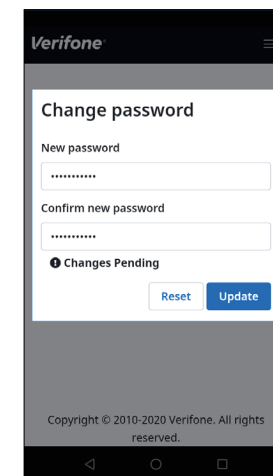 Verifone
Change password
New password
•••••••••••
Confirm new password
•••••••••••
Changes Pending
Reset Update
Copyright © 2010-2020 Verifone. All rights
reserved.